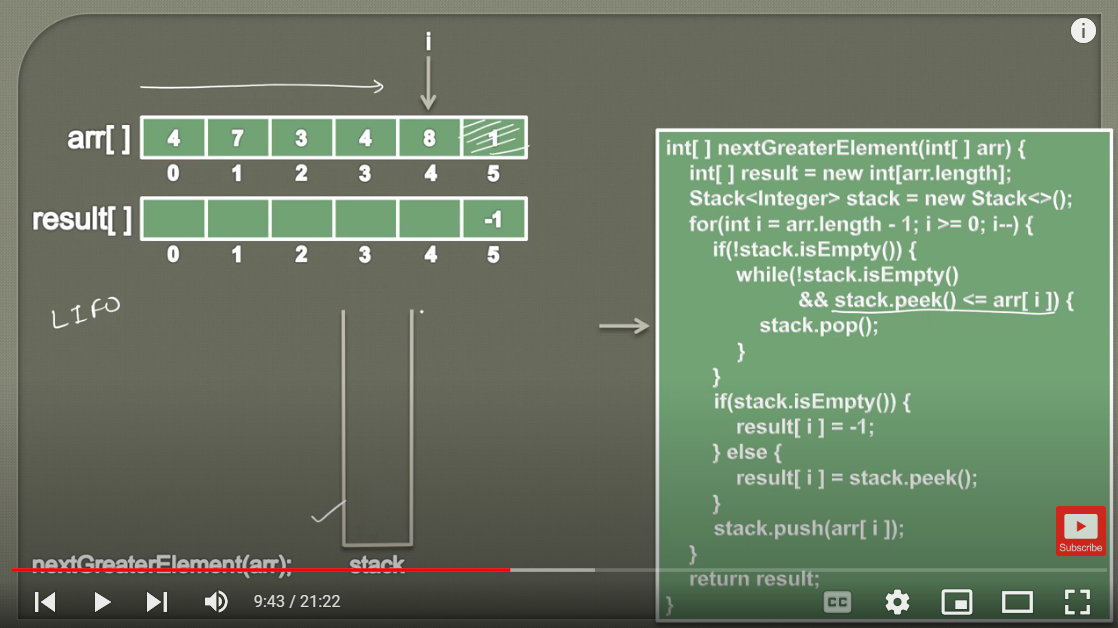 i
arr[ ] 4 7 3 4 8 1
0 1 2 3 4 5
result[ ] -1
0 1 2 3 4 5
LIFO
nextGreaterElement(arr); stack
int[ ] nextGreaterElement(int[ ] arr) {
int[ ] result = new int[arr.length];
Stack<Integer> stack = new Stack<>();
for(int i = arr.length - 1; i >= 0; i--) {
if(!stack.isEmpty()) {
while(!stack.isEmpty()
&& stack.peek() <= arr[ i ]) {
stack.pop();
}
}
if(stack.isEmpty()) {
result[ i ] = -1;
} else {
result[ i ] = stack.peek();
}
stack.push(arr[ i ]);
}
return result;
}
Subscribe
9:43 / 21:22
CC